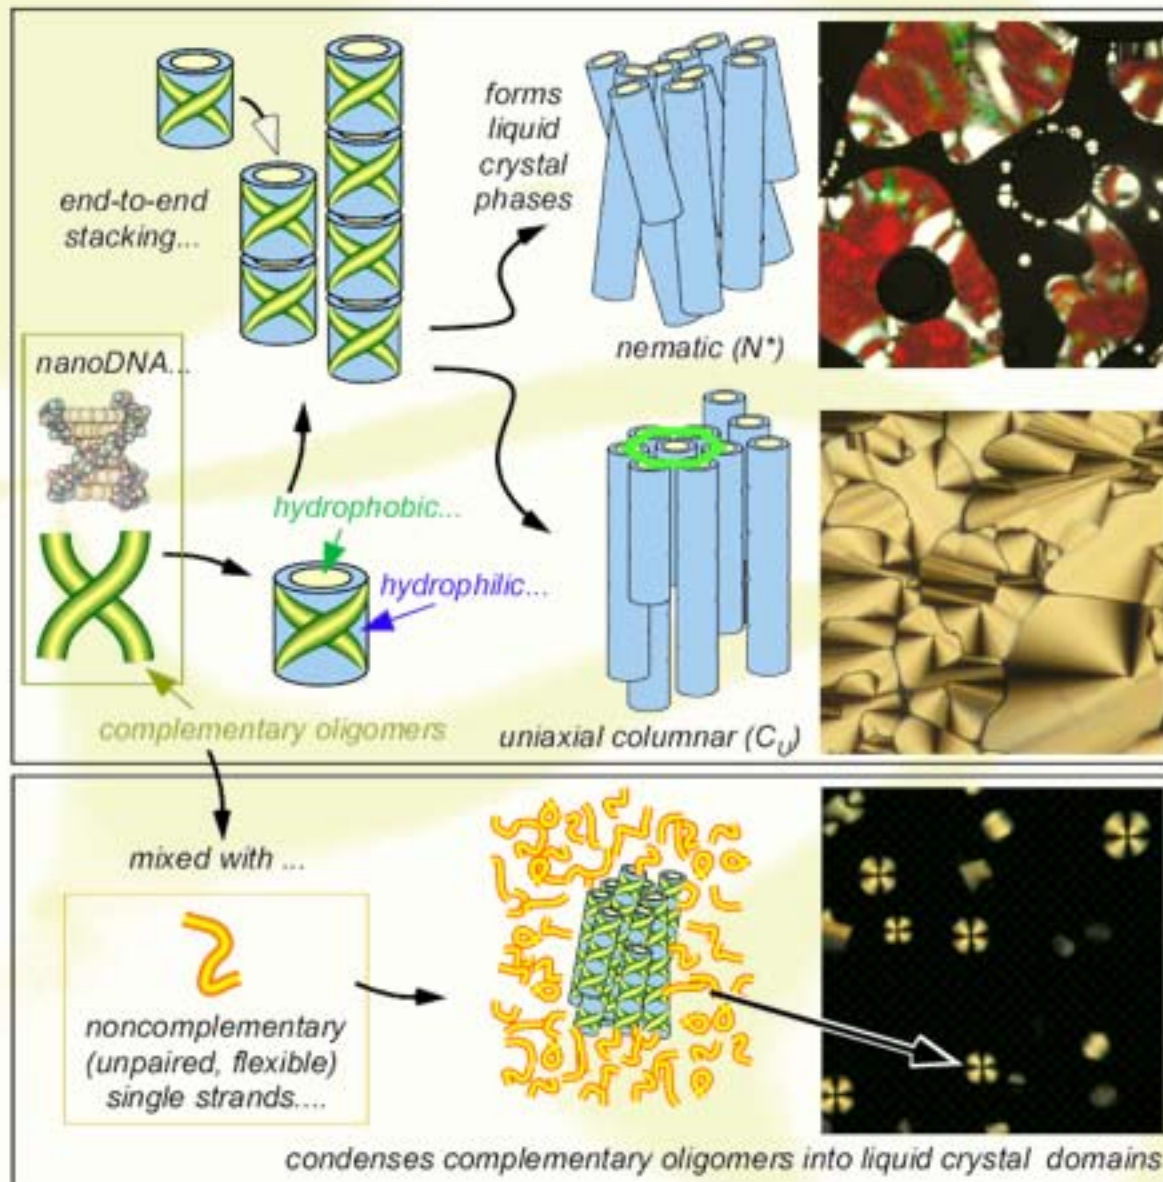 end-to-end
stacking...
forms
liquid
crystal
phases
nematic (N*)
nanoDNA...
hydrophobic...
hydrophilic...
complementary oligomers
uniaxial columnar (CU)
mixed with ...
noncomplementary
(unpaired, flexible)
single strands....
condenses complementary oligomers into liquid crystal domains